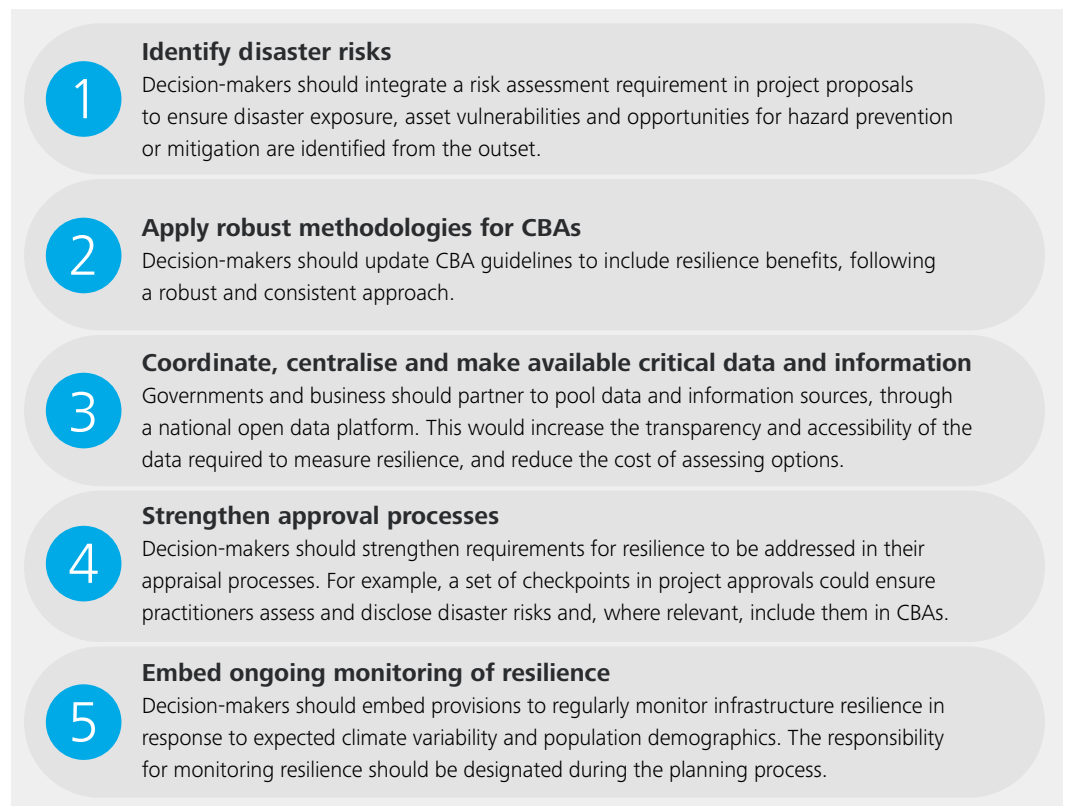 1
Identify disaster risks
Decision-makers should integrate a risk assessment requirement in project proposals
to ensure disaster exposure, asset vulnerabilities and opportunities for hazard prevention
or mitigation are identified from the outset.
2
Apply robust methodologies for CBAs
Decision-makers should update CBA guidelines to include resilience benefits, following
a robust and consistent approach.
3
Coordinate, centralise and make available critical data and information
Governments and business should partner to pool data and information sources, through
a national open data platform. This would increase the transparency and accessibility of the
data required to measure resilience, and reduce the cost of assessing options.
4
Strengthen approval processes
Decision-makers should strengthen requirements for resilience to be addressed in their
appraisal processes. For example, a set of checkpoints in project approvals could ensure
practitioners assess and disclose disaster risks and, where relevant, include them in CBAs.
5
Embed ongoing monitoring of resilience
Decision-makers should embed provisions to regularly monitor infrastructure resilience in
response to expected climate variability and population demographics. The responsibility
for monitoring resilience should be designated during the planning process.